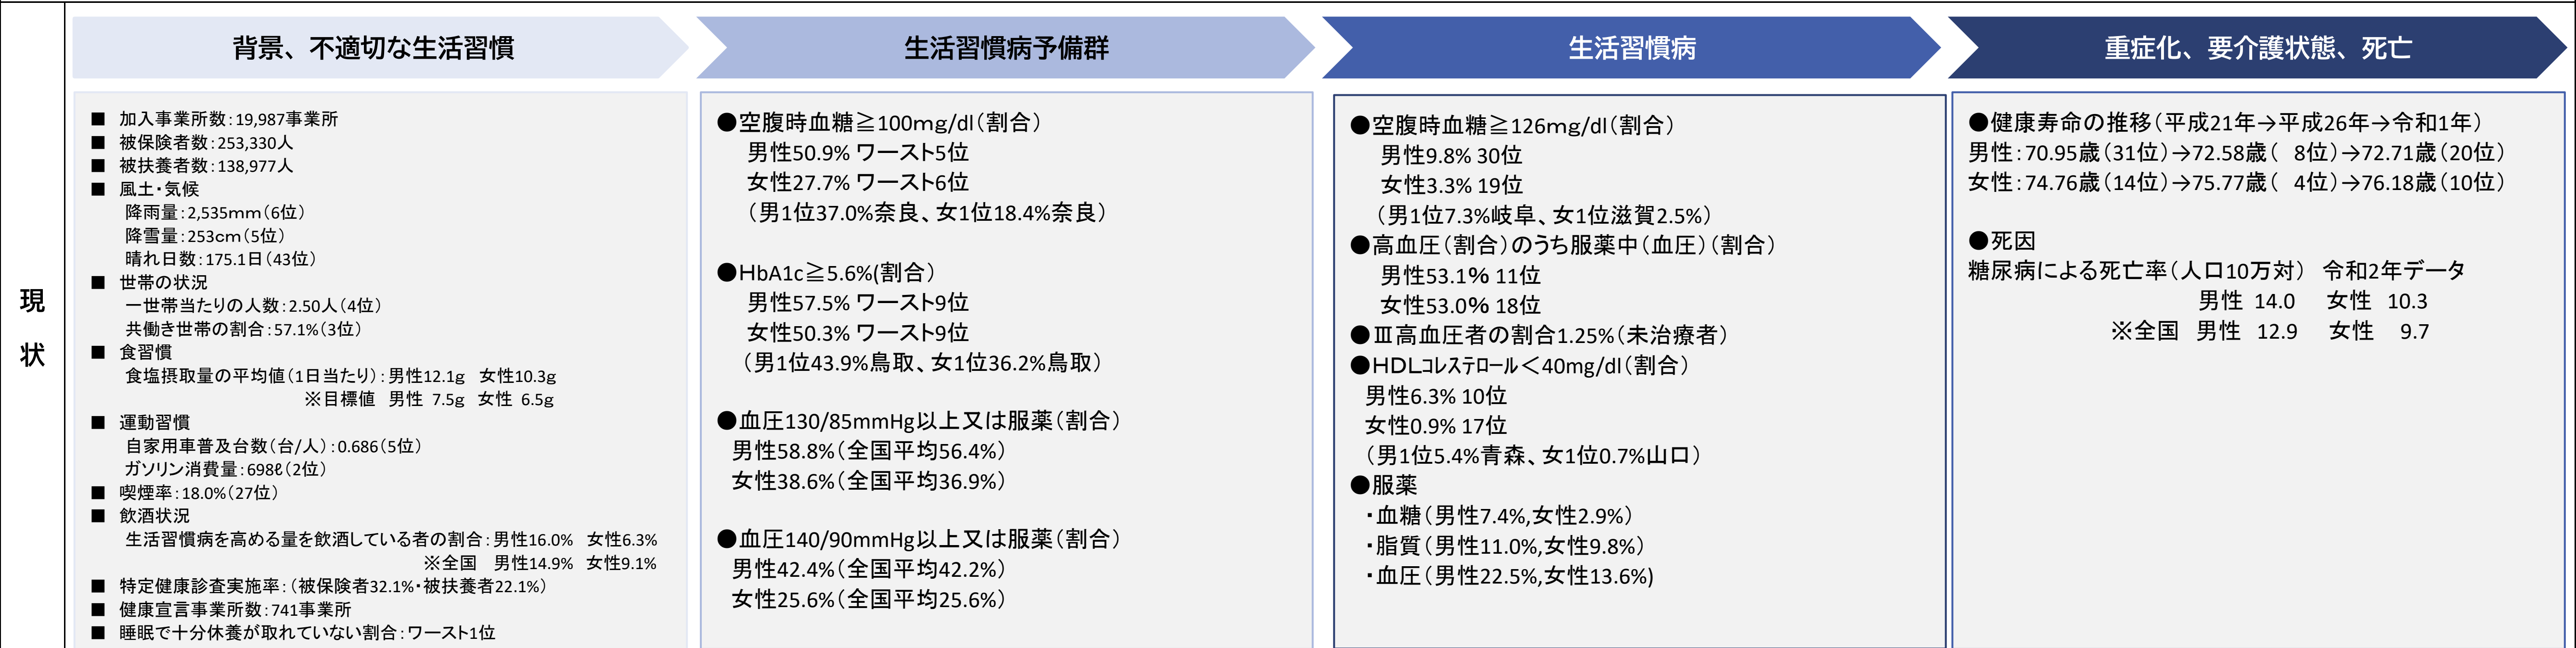 現状
背景、不適切な生活習慣
■ 加入事業所数：19,987事業所
■ 被保険者数：253,330人
■ 被扶養者数：138,977人
■ 風土・気候
降雨量：2,535mm（6位）
降雪量：253cm（5位）
晴れ日数：175.1日（43位）
■ 世帯の状況
一世帯当たりの人数：2.50人（4位）
共働き世帯の割合：57.1%（3位）
■ 食習慣
食塩摂取量の平均値（1日当たり）：男性12.1g 女性10.3g
※目標値 男性 7.5g 女性 6.5g
■ 運動習慣
自家用車普及台数（台/人）：0.686（5位）
ガソリン消費量：698ℓ（2位）
■ 喫煙率：18.0%（27位）
■ 飲酒状況
生活習慣病を高める量を飲酒している者の割合：男性16.0% 女性6.3%
※全国 男性14.9% 女性9.1%
■ 特定健康診査実施率：（被保険者32.1%・被扶養者22.1%）
■ 健康宣言事業所数：741事業所
■ 睡眠で十分休養が取れていない割合：ワースト1位
生活習慣病予備群
●空腹時血糖≧100mg/dl（割合）
男性50.9% ワースト5位
女性27.7% ワースト6位
（男1位37.0%奈良、女1位18.4%奈良）
●HbA1c≧5.6%(割合）
男性57.5% ワースト9位
女性50.3% ワースト9位
（男1位43.9%鳥取、女1位36.2%鳥取）
●血圧130/85mmHg以上又は服薬（割合）
男性58.8%（全国平均56.4%）
女性38.6%（全国平均36.9%）
●血圧140/90mmHg以上又は服薬（割合）
男性42.4%（全国平均42.2%）
女性25.6%（全国平均25.6%）
生活習慣病
●空腹時血糖≧126mg/dl（割合）
男性9.8% 30位
女性3.3% 19位
（男1位7.3%岐阜、女1位滋賀2.5%）
●高血圧（割合）のうち服薬中（血圧）（割合）
男性53.1% 11位
女性53.0% 18位
●Ⅲ高血圧者の割合1.25%（未治療者）
●HDLｺﾚｽﾃﾛｰﾙ＜40mg/dl（割合）
男性6.3% 10位
女性0.9% 17位
（男1位5.4%青森、女1位0.7%山口）
●服薬
・血糖（男性7.4%,女性2.9%）
・脂質（男性11.0%,女性9.8%）
・血圧（男性22.5%,女性13.6%)
重症化、要介護状態、死亡
●健康寿命の推移（平成21年→平成26年→令和1年）
男性：70.95歳（31位）→72.58歳（ 8位）→72.71歳（20位）
女性：74.76歳（14位）→75.77歳（ 4位）→76.18歳（10位）
●死因
糖尿病による死亡率（人口10万対） 令和2年データ
男性 14.0 女性 10.3
※全国 男性 12.9 女性 9.7